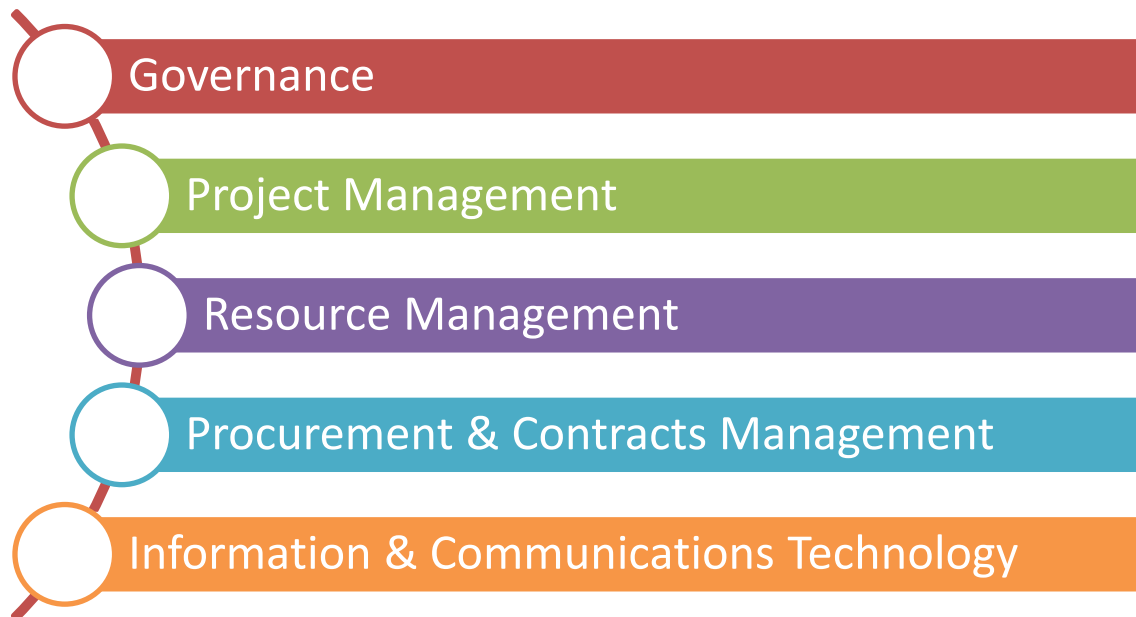 Governance
Project Management
Resource Management
Procurement & Contracts Management
Information & Communications Technology